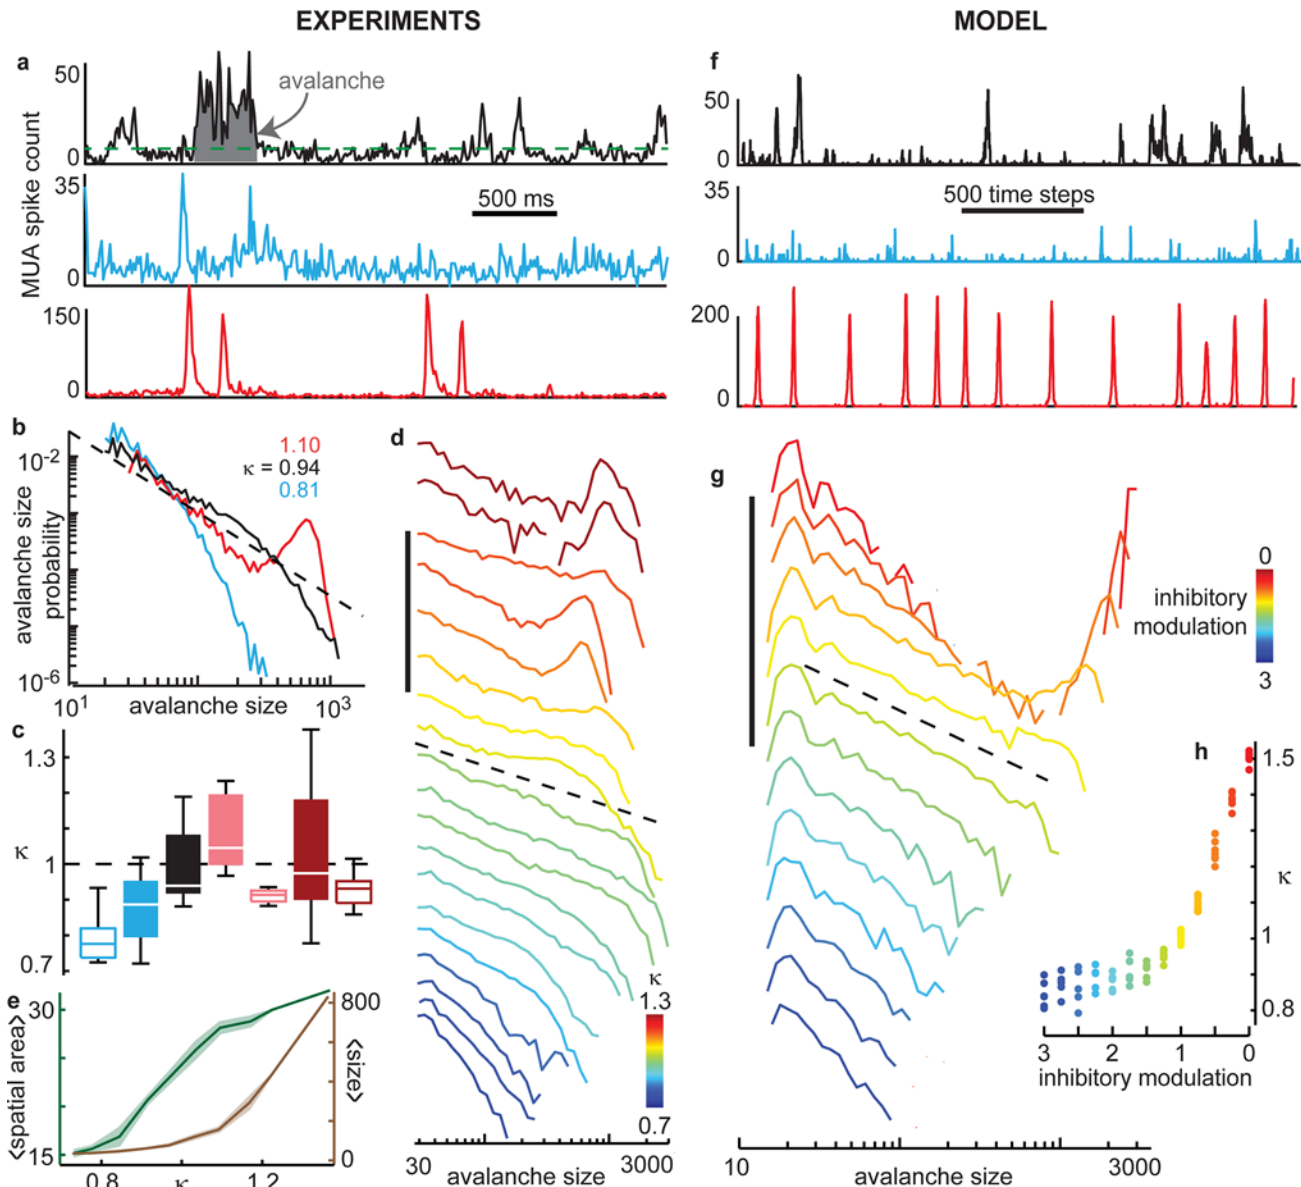 EXPERIMENTS
MODEL
a
MUA spike count
50
0
avalanche
35
0
500 ms
150
0
f
50
0
35
0
500 time steps
200
0
b
avalanche size
probability
10-2
10-6
1.10
κ = 0.94
0.81
101
avalanche size
103
c
κ
1.3
1
0.7
d
κ
1.3
0.7
30
avalanche size
3000
e
<spatial area>
30
15
800
<size>
0
0.8
κ
1.2
g
0
inhibitory
modulation
3
10
avalanche size
3000
h
1.5
κ
1
0.8
3
2
1
0
inhibitory modulation